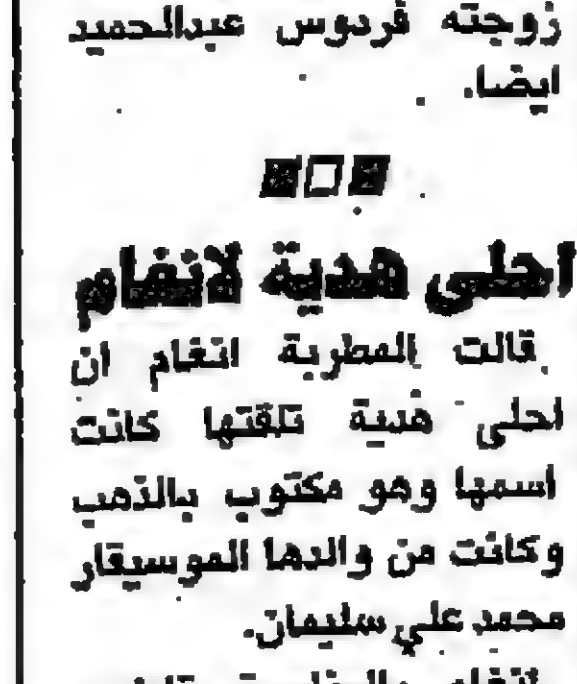 زوجته فردوس عبدالحميد
ايضا.
احلى هدية لانغام
قالت المطربة انغام ان
احلى هدية تلقتها كانت
اسمها وهو مكتوب بالذهب
وكانت من والدها الموسيقار
محمد علي سليمان.
انغام